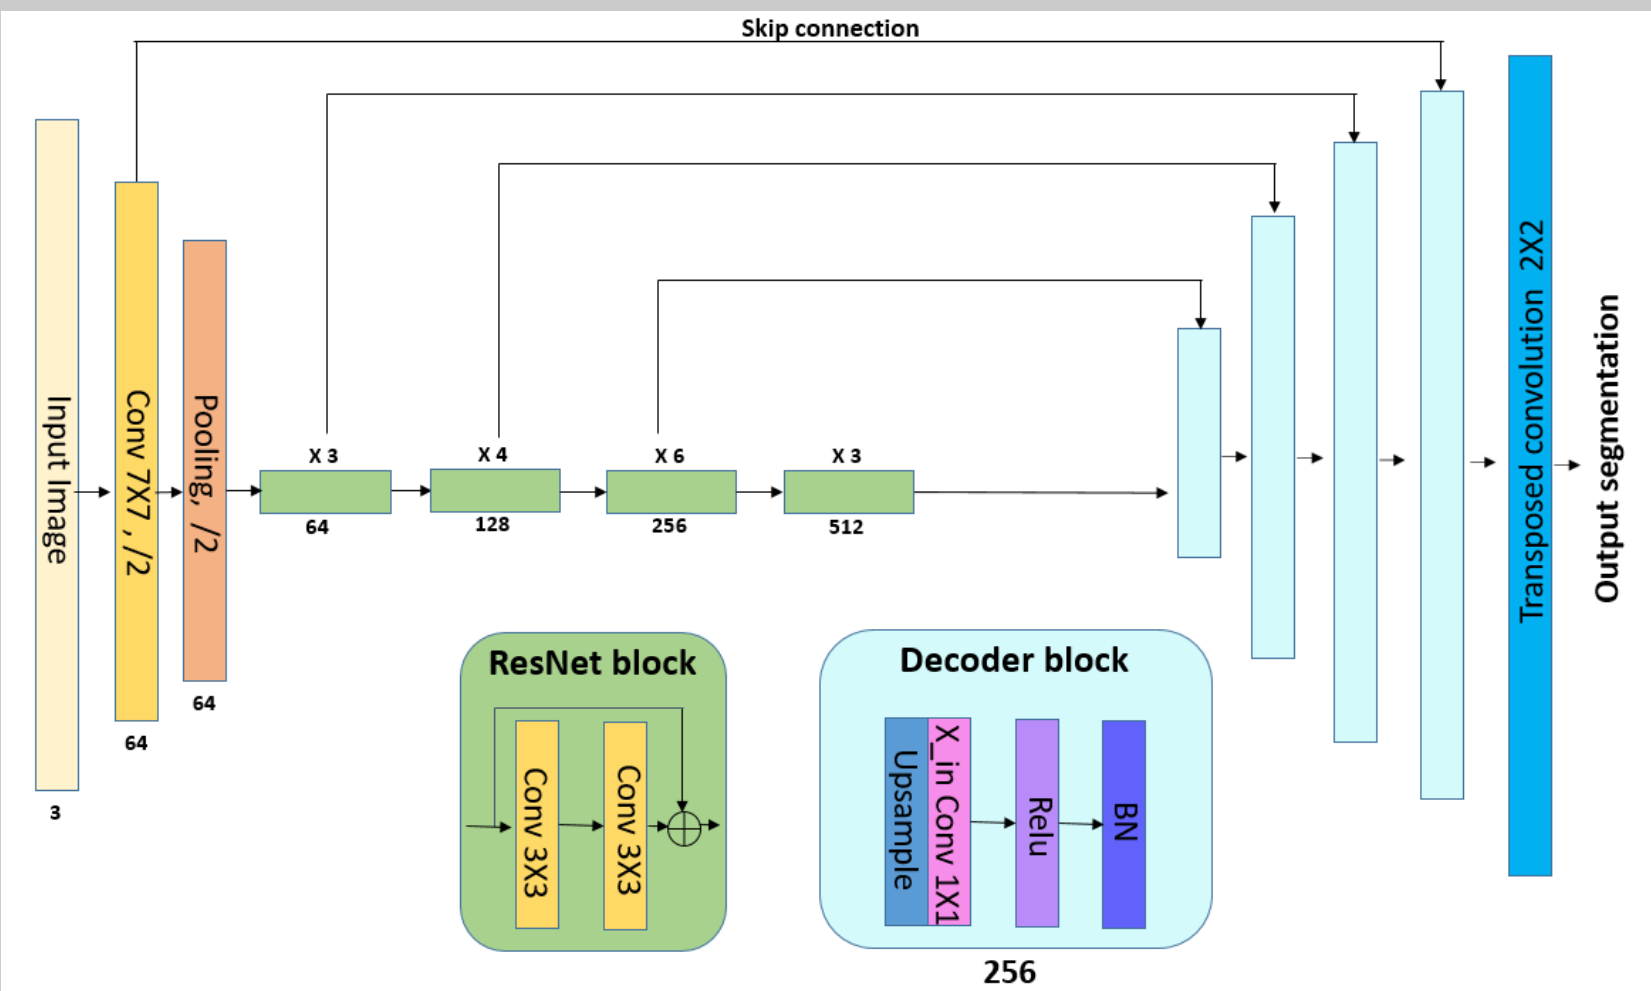 Skip connection
Input Image
3
Conv 7X7 , /2
64
Pooling, /2
64
X 3
64
X 4
128
X 6
256
X 3
512
Transposed convolution 2X2
Output segmentation
ResNet block
Conv 3X3
Conv 3X3
Decoder block
Upsample
X_in Conv 1X1
Relu
BN
256